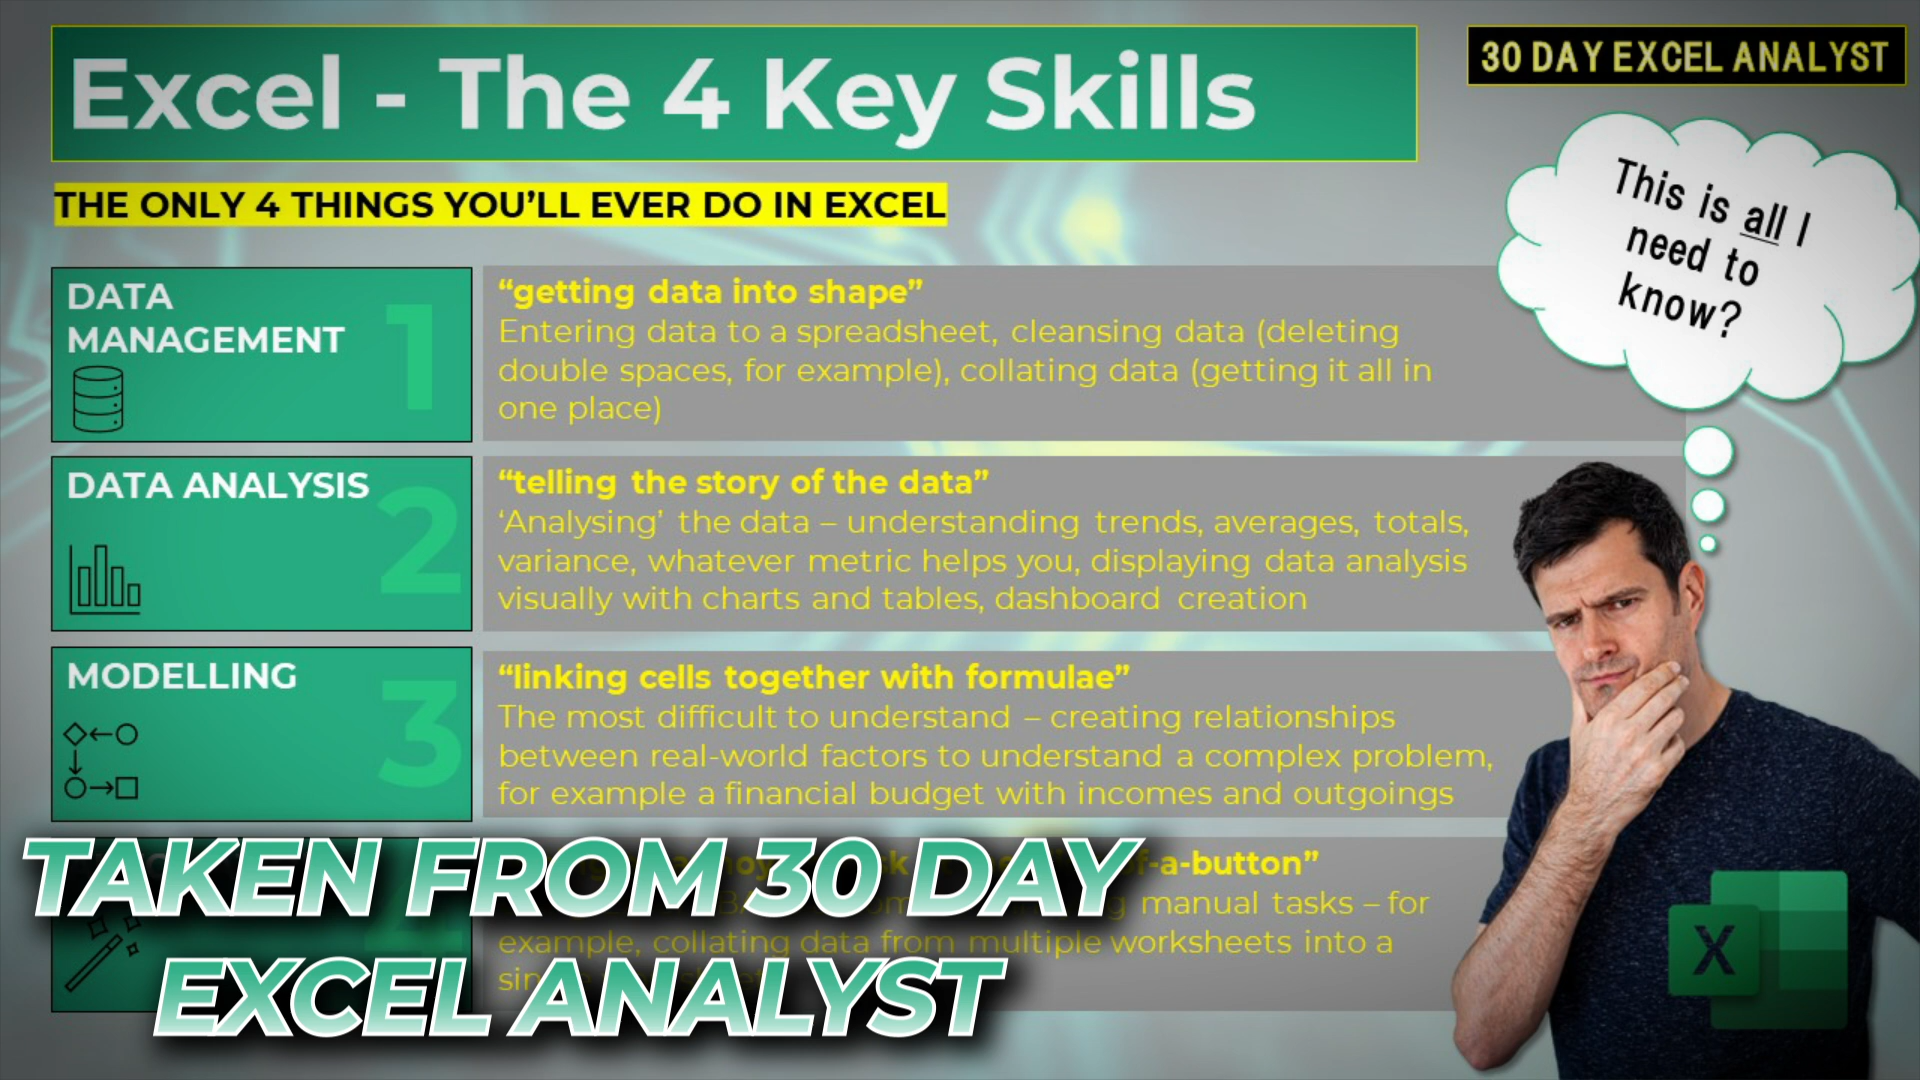 Excel - The 4 Key Skills
30 DAY EXCEL ANALYST
THE ONLY 4 THINGS YOU’LL EVER DO IN EXCEL
This is all I
need to
know?
DATA
MANAGEMENT
1
“getting data into shape”
Entering data to a spreadsheet, cleansing data (deleting
double spaces, for example), collating data (getting it all in
one place)
DATA ANALYSIS
2
“telling the story of the data”
‘Analysing’ the data – understanding trends, averages, totals,
variance, whatever metric helps you, displaying data analysis
visually with charts and tables, dashboard creation
MODELLING
3
“linking cells together with formulae”
The most difficult to understand – creating relationships
between real-world factors to understand a complex problem,
for example a financial budget with incomes and outgoings
-a-button”
manual tasks – for
example, collating data from multiple worksheets into a
TAKEN FROM 30 DAY
EXCEL ANALYST
X